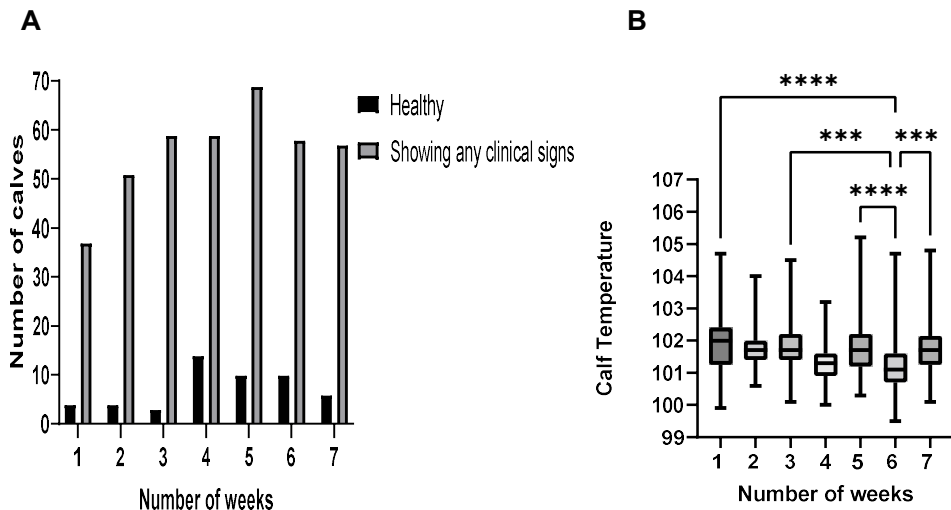 A
Number of calves
70
60
50
40
30
20
10
0
1 2 3 4 5 6 7
Number of weeks
Healthy
Showing any clinical signs
B
****
*** ***
****
Calf Temperature
107
106
105
104
103
102
101
100
99
1 2 3 4 5 6 7
Number of weeks